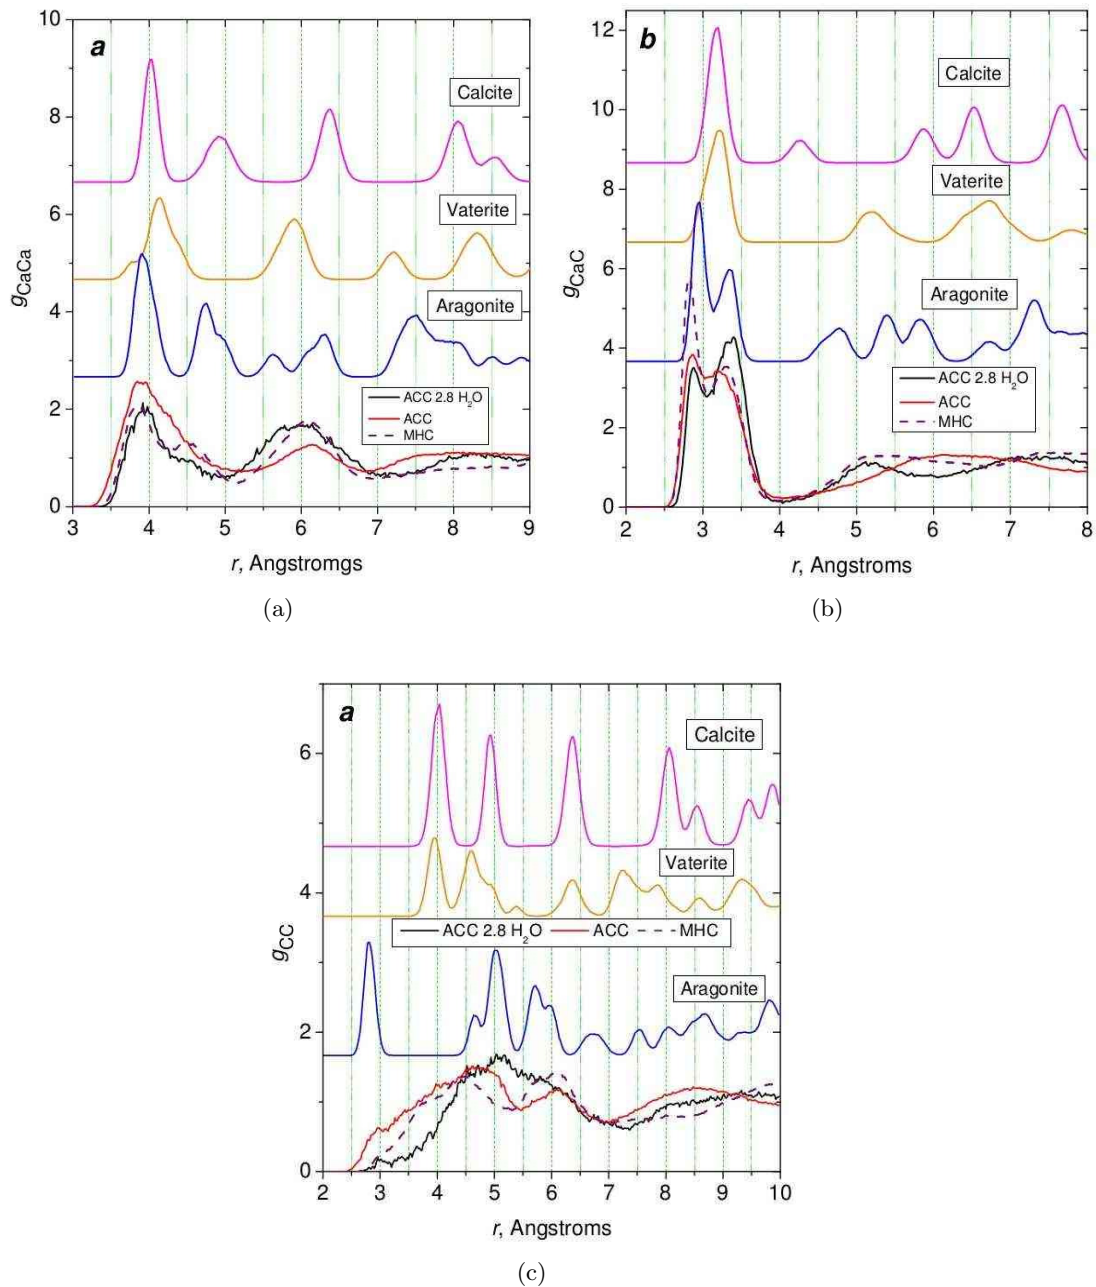 a
Calcite
Vaterite
Aragonite
ACC 2.8 H2O
ACC
MHC
gCaCa
10
8
6
4
2
0
3 4 5 6 7 8 9
r, Angstromgs
(a)
b
Calcite
Vaterite
Aragonite
ACC 2.8 H2O
ACC
MHC
gCaC
12
10
8
6
4
2
0
2 3 4 5 6 7 8
r, Angstroms
(b)
a
Calcite
Vaterite
ACC 2.8 H2O ACC MHC
Aragonite
gCC
6
4
2
0
2 3 4 5 6 7 8 9 10
r, Angstroms
(c)